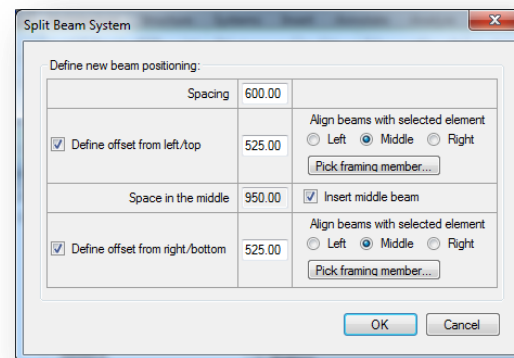 Split Beam System
Define new beam positioning:
Spacing 600.00
Align beams with selected element
Define offset from left/top 525.00 Left Middle Right
Pick framing member...
Space in the middle 950.00 Insert middle beam
Align beams with selected element
Define offset from right/bottom 525.00 Left Middle Right
Pick framing member...
OK Cancel